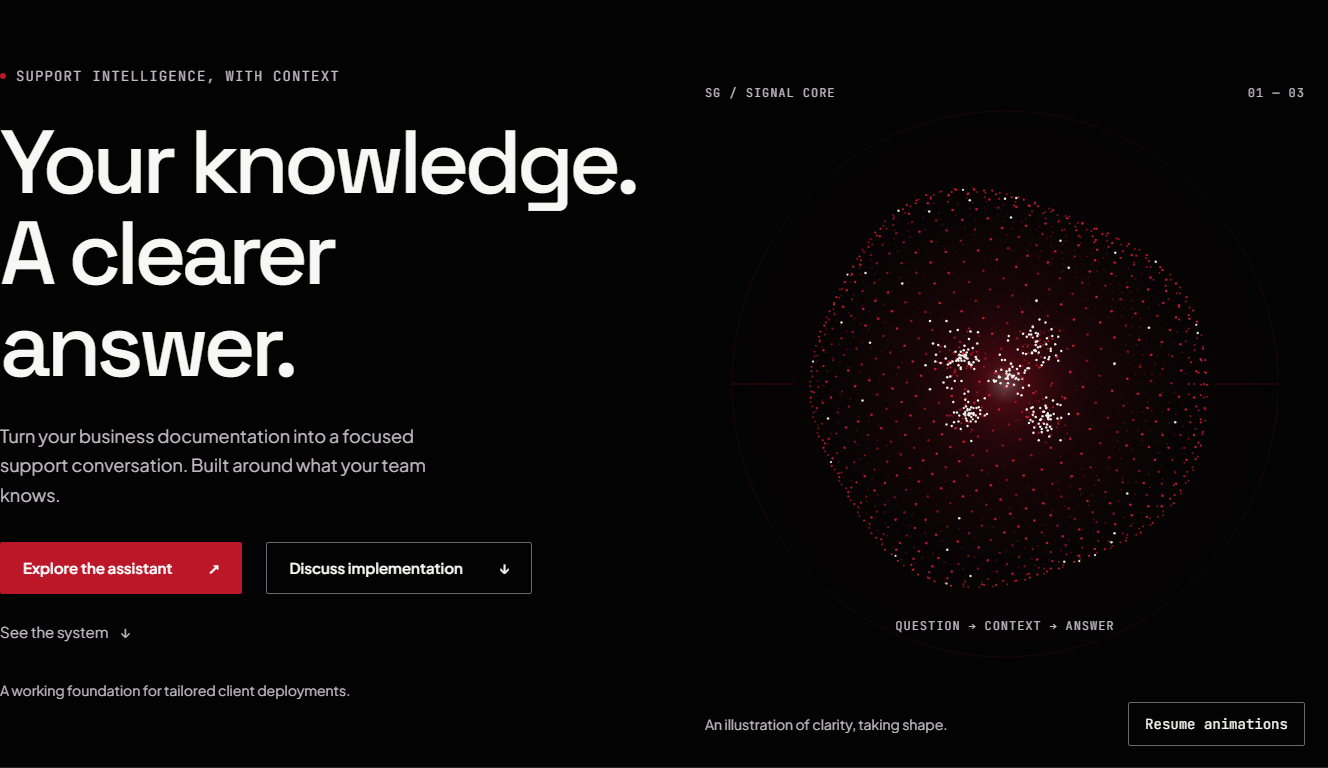 SUPPORT INTELLIGENCE, WITH CONTEXT
Your knowledge.
A clearer
answer.
Turn your business documentation into a focused
support conversation. Built around what your team
knows.
Explore the assistant ↗
Discuss implementation ↓
See the system ↓
A working foundation for tailored client deployments.
SG / SIGNAL CORE
01 — 03
QUESTION → CONTEXT → ANSWER
An illustration of clarity, taking shape.
Resume animations